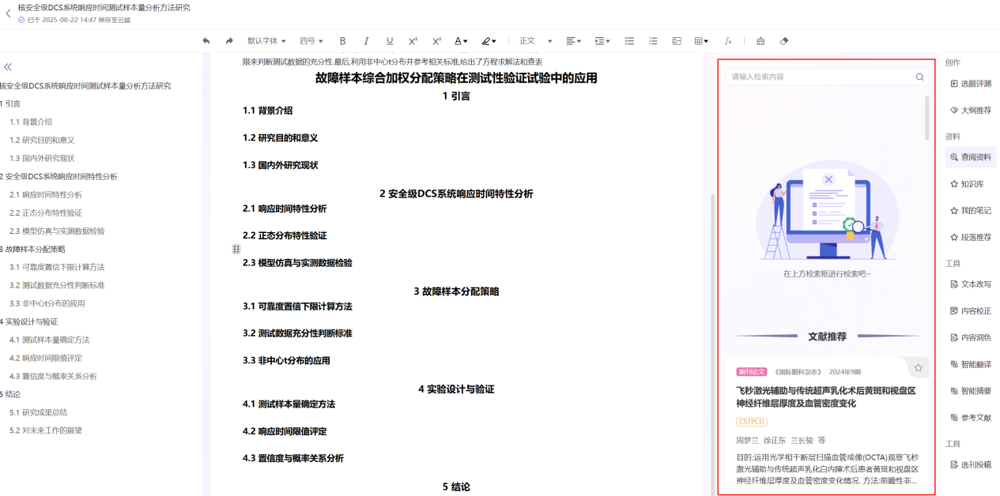 核安全级DCS系统响应时间测试样本量分析方法研究
已于 2025-08-22 14:47 保存至云端
默认字体
四号
B
I
U
X²
X²
A
正文
核安全级DCS系统响应时间测试样本量分析方法研究
1 引言
1.1 背景介绍
1.2 研究目的和意义
1.3 国内外研究现状
2 安全级DCS系统响应时间特性分析
2.1 响应时间特性分析
2.2 正态分布特性验证
2.3 模型仿真与实测数据检验
3 故障样本分配策略
3.1 可靠度置信下限计算方法
3.2 测试数据充分性判断标准
3.3 非中心t分布的应用
4 实验设计与验证
4.1 测试样本量确定方法
4.2 响应时间限值评定
4.3 置信度与概率关系分析
5 结论
5.1 研究成果总结
5.2 对未来工作的展望
限来判断测试数据的充分性.最后,利用非中心t分布并参考相关标准,给出了方程求解法和查表
故障样本综合加权分配策略在测试性验证试验中的应用
1 引言
1.1 背景介绍
1.2 研究目的和意义
1.3 国内外研究现状
2 安全级DCS系统响应时间特性分析
2.1 响应时间特性分析
2.2 正态分布特性验证
2.3 模型仿真与实测数据检验
3 故障样本分配策略
3.1 可靠度置信下限计算方法
3.2 测试数据充分性判断标准
3.3 非中心t分布的应用
4 实验设计与验证
4.1 测试样本量确定方法
4.2 响应时间限值评定
4.3 置信度与概率关系分析
5 结论
请输入检索内容
在上方检索框进行检索吧~
文献推荐
期刊论文 《国际眼科杂志》 2024年9期
飞秒激光辅助与传统超声乳化术后黄斑和视盘区
神经纤维层厚度及血管密度变化
CSTPCD
周梦兰 徐正东 兰长骏 等
目的:运用光学相干断层扫描血管成像(OCTA)观察飞秒
激光辅助与传统超声乳化白内障术后患者黄斑和视盘区
神经纤维层厚度及血管密度变化情况. 方法:前瞻性非...
创作
选题评测
大纲推荐
资料
查阅资料
知识库
我的笔记
段落推荐
工具
文本改写
内容校正
内容润色
智能翻译
智能摘要
参考文献
工具
选刊投稿